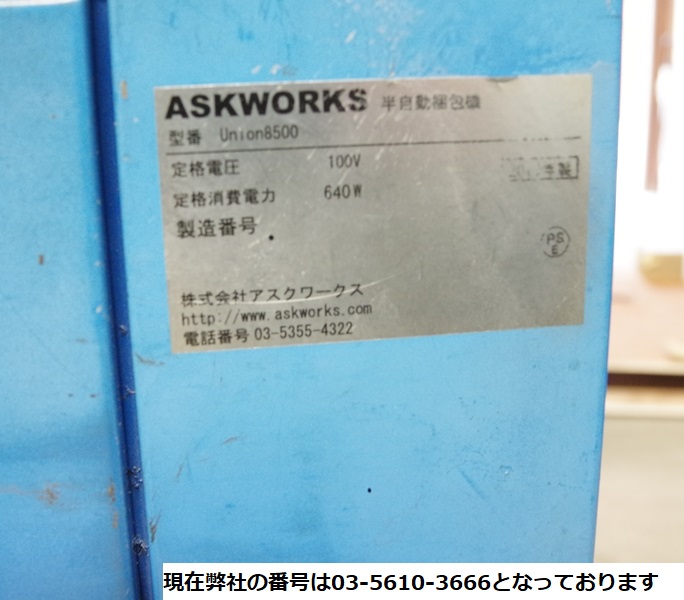 ASKWORKS 半自動梱包機
型番 Union8500
定格電圧 100V
年製
定格消費電力 640W
製造番号
PS
E
株式会社アスクワークス
http://www.askworks.com
電話番号 03-5355-4322
現在弊社の番号は03-5610-3666となっております